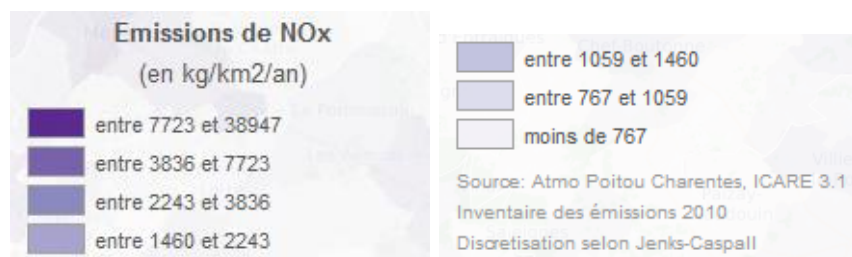 Emissions de NOx
(en kg/km2/an)
entre 7723 et 38947
entre 3836 et 7723
entre 2243 et 3836
entre 1460 et 2243
entre 1059 et 1460
entre 767 et 1059
moins de 767
Source: Atmo Poitou Charentes, ICARE 3.1
Inventaire des émissions 2010
Discretisation selon Jenks-Caspall